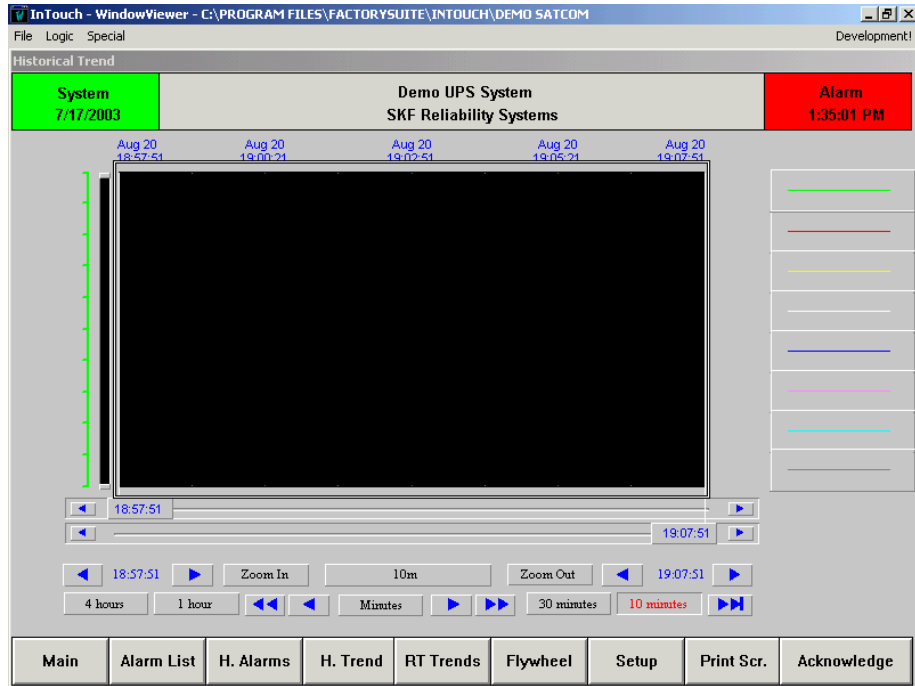 InTouch - WindowViewer - C:\PROGRAM FILES\FACTORYSUITE\INTOUCH\DEMO SATCOM
File Logic Special Development!
Historical Trend
System
7/17/2003
Demo UPS System
SKF Reliability Systems
Alarm
1:35:01 PM
Aug 20 Aug 20 Aug 20 Aug 20 Aug 20
18:57:51 19:00:21 19:02:51 19:05:21 19:07:51
18:57:51
19:07:51
18:57:51 Zoom In 10m Zoom Out 19:07:51
4 hours 1 hour Minutes 30 minutes 10 minutes
Main Alarm List H. Alarms H. Trend RT Trends Flywheel Setup Print Scr. Acknowledge